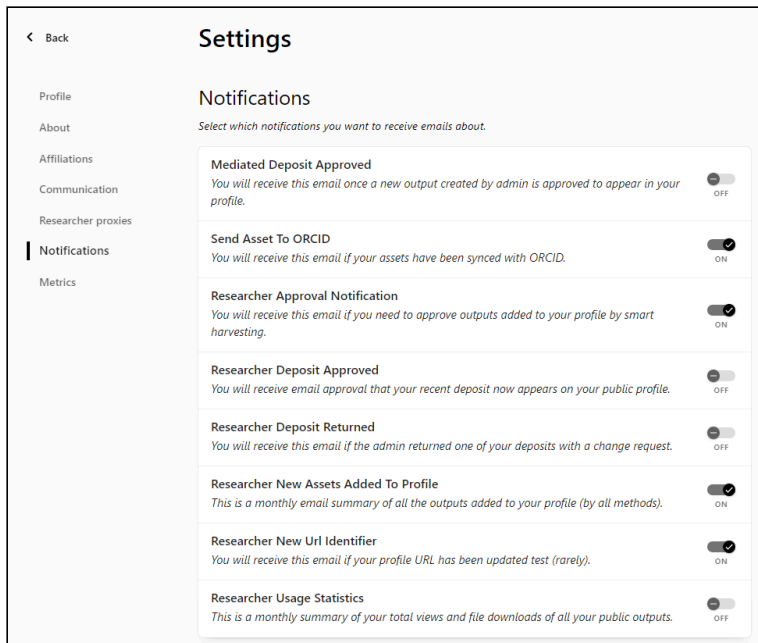 Back
Settings
Profile
About
Affiliations
Communication
Researcher proxies
Notifications
Metrics
Notifications
Select which notifications you want to receive emails about.
Mediated Deposit Approved
You will receive this email once a new output created by admin is approved to appear in your
profile.
OFF
Send Asset To ORCID
You will receive this email if your assets have been synced with ORCID.
ON
Researcher Approval Notification
You will receive this email if you need to approve outputs added to your profile by smart
harvesting.
ON
Researcher Deposit Approved
You will receive email approval that your recent deposit now appears on your public profile.
OFF
Researcher Deposit Returned
You will receive this email if the admin returned one of your deposits with a change request.
OFF
Researcher New Assets Added To Profile
This is a monthly email summary of all the outputs added to your profile (by all methods).
ON
Researcher New Url Identifier
You will receive this email if your profile URL has been updated test (rarely).
ON
Researcher Usage Statistics
This is a monthly summary of your total views and file downloads of all your public outputs.
OFF